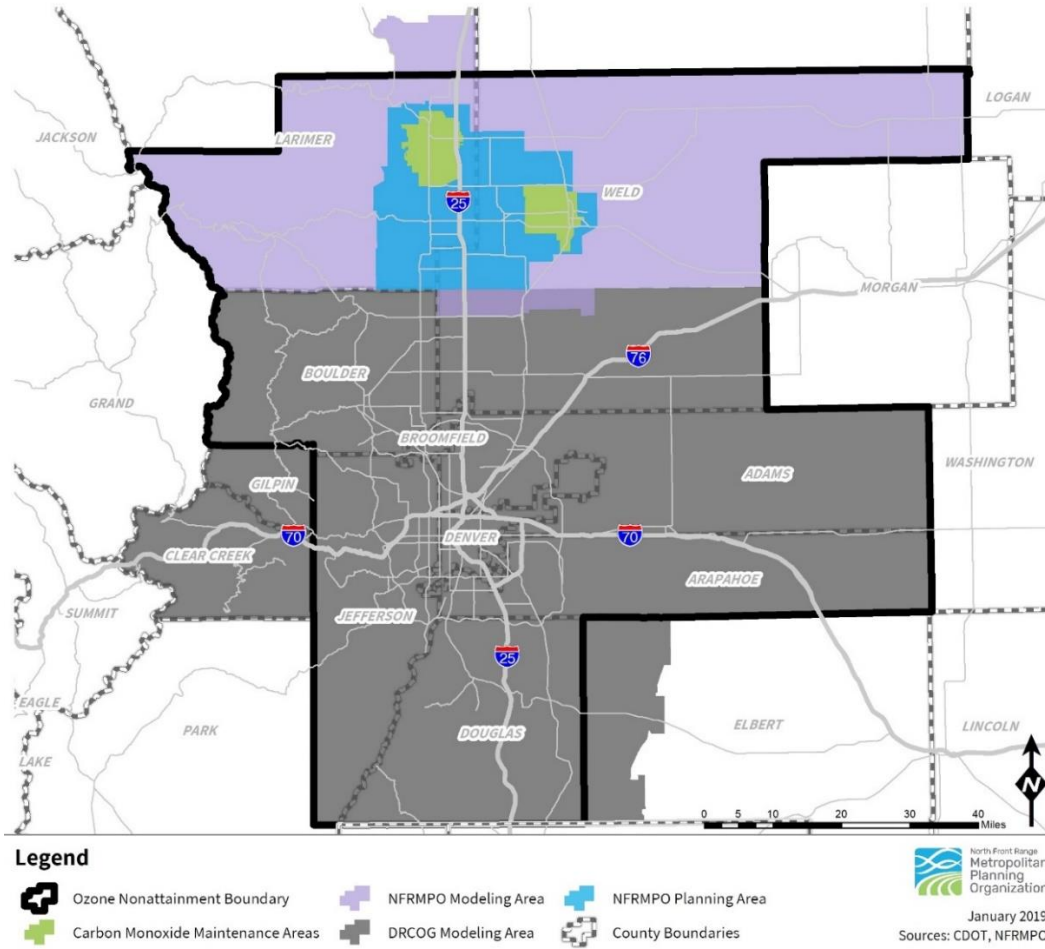 LOGAN
JACKSON
LARIMER
25
WELD
MORGAN
76
BOULDER
GRAND
BROOMFIELD
WASHINGTON
ADAMS
GILPIN
70
DENVER
70
CLEAR CREEK
ARAPAHOE
SUMMIT
JEFFERSON
25
EAGLE
PARK
DOUGLAS
ELBERT
LINCOLN
LAKE
N
0 5 10 20 30 40
Miles
Legend
Ozone Nonattainment Boundary
NFRMPO Modeling Area
NFRMPO Planning Area
Carbon Monoxide Maintenance Areas
DRCOG Modeling Area
County Boundaries
North Front Range
Metropolitan
Planning
Organization
January 2019
Sources: CDOT, NFRMPO